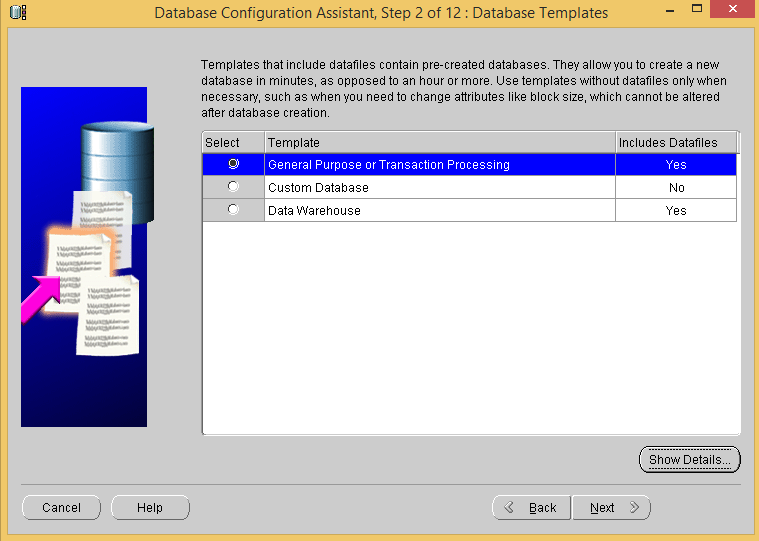 Database Configuration Assistant, Step 2 of 12 : Database Templates
Templates that include datafiles contain pre-created databases. They allow you to create a new
database in minutes, as opposed to an hour or more. Use templates without datafiles only when
necessary, such as when you need to change attributes like block size, which cannot be altered
after database creation.
Select Template Includes Datafiles
General Purpose or Transaction Processing Yes
Custom Database No
Data Warehouse Yes
Show Details...
Cancel Help Back Next